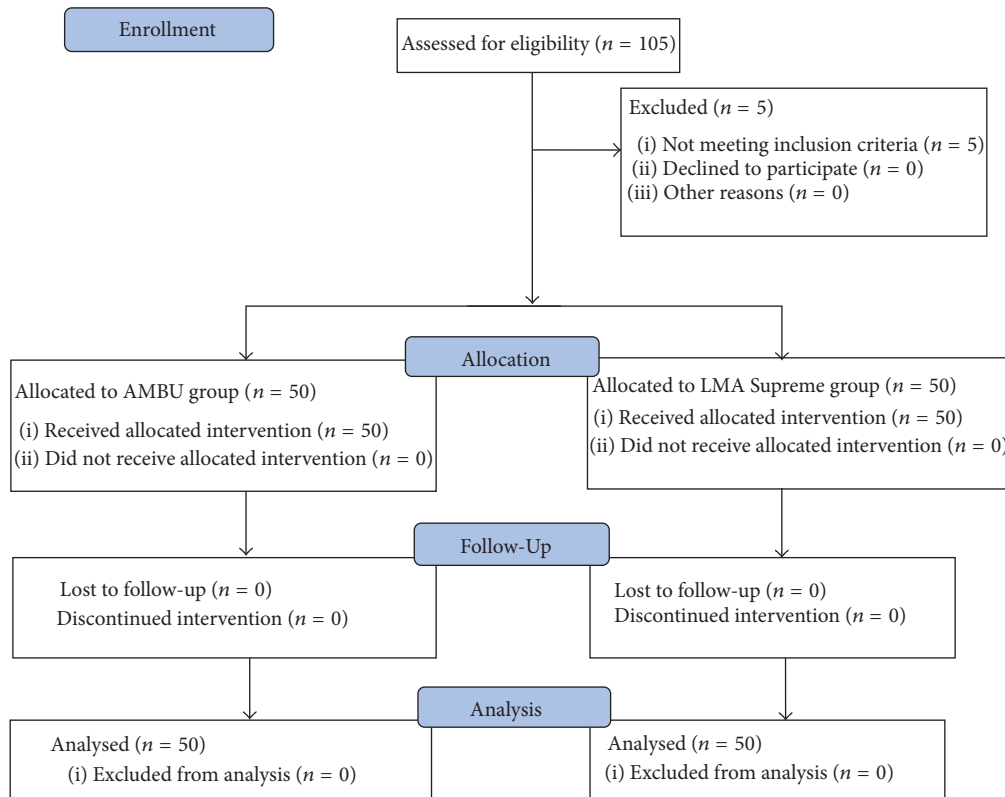 Enrollment
Assessed for eligibility (n = 105)
Excluded (n = 5)
(i) Not meeting inclusion criteria (n = 5)
(ii) Declined to participate (n = 0)
(iii) Other reasons (n = 0)
Allocation
Allocated to AMBU group (n = 50)
(i) Received allocated intervention (n = 50)
(ii) Did not receive allocated intervention (n = 0)
Allocated to LMA Supreme group (n = 50)
(i) Received allocated intervention (n = 50)
(ii) Did not receive allocated intervention (n = 0)
Follow-Up
Lost to follow-up (n = 0)
Discontinued intervention (n = 0)
Lost to follow-up (n = 0)
Discontinued intervention (n = 0)
Analysis
Analysed (n = 50)
(i) Excluded from analysis (n = 0)
Analysed (n = 50)
(i) Excluded from analysis (n = 0)